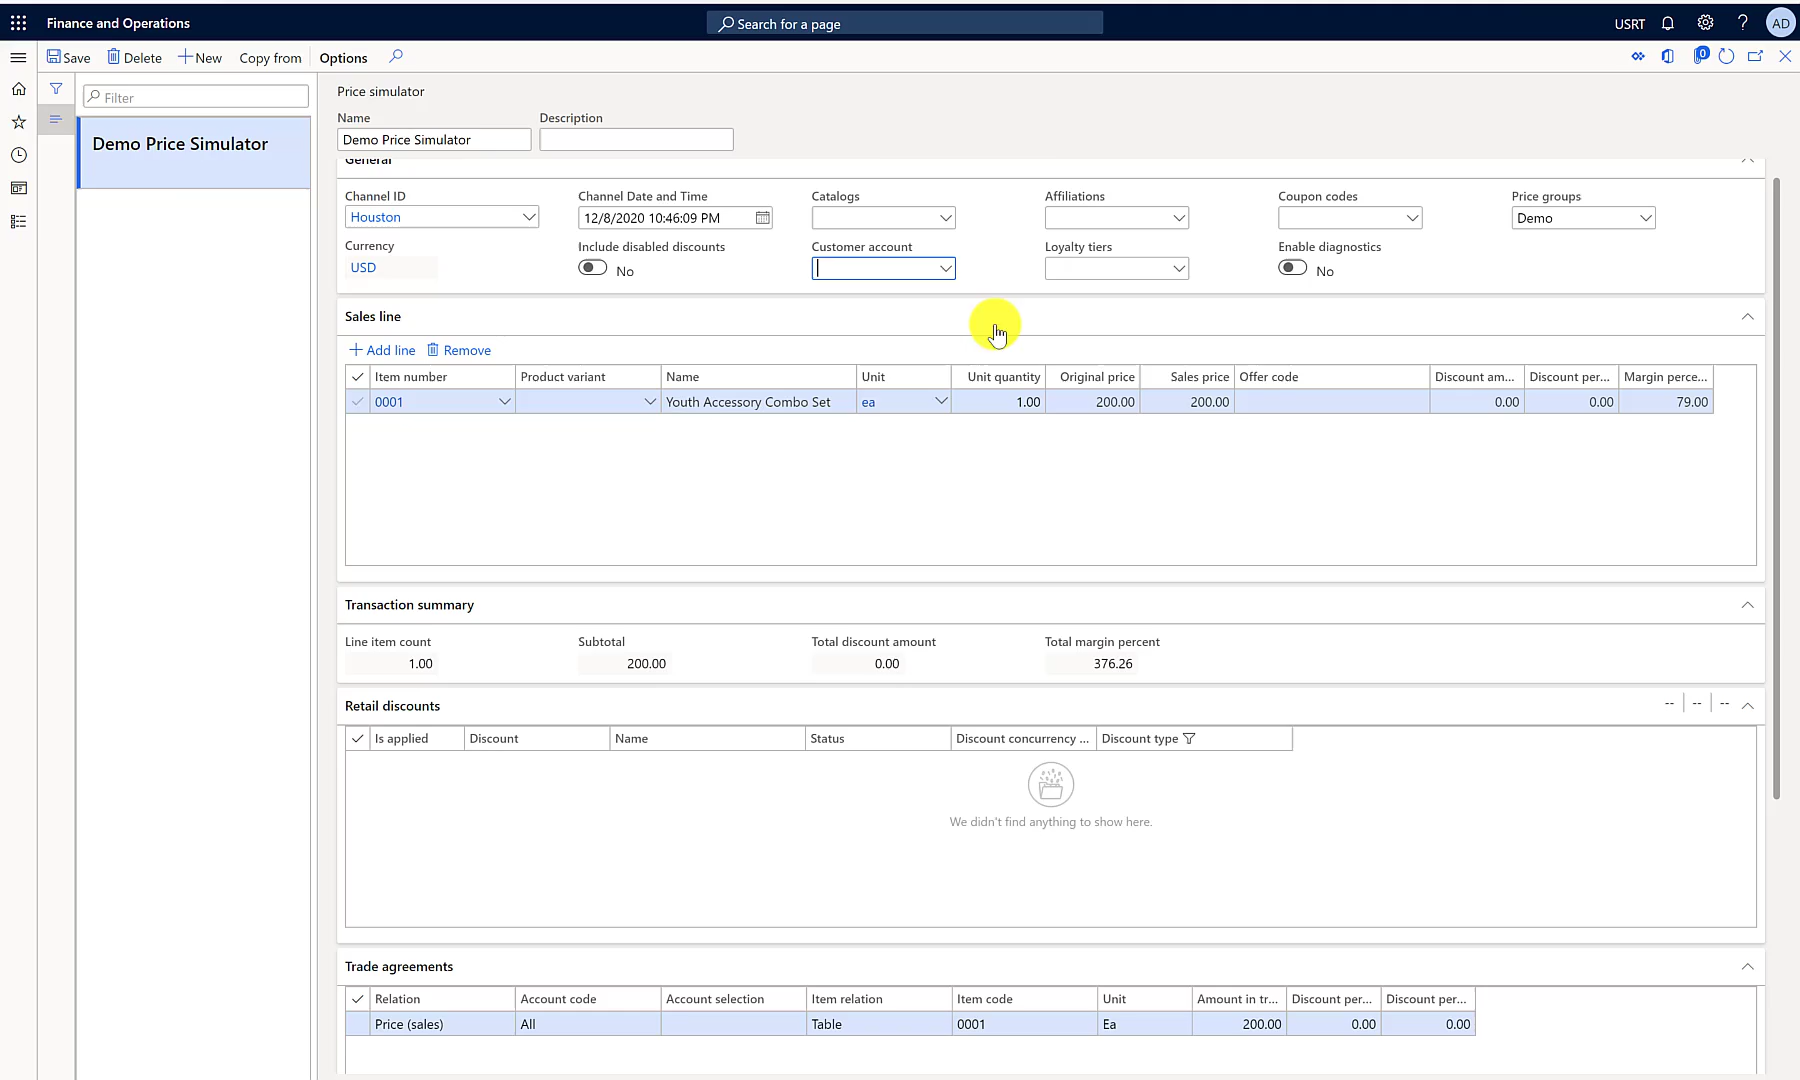 Finance and Operations
Search for a page
USRT
?
AD
Save
Delete
New
Copy from
Options
0
Filter
Demo Price Simulator
Price simulator
Name
Description
Demo Price Simulator
General
Channel ID
Channel Date and Time
Catalogs
Affiliations
Coupon codes
Price groups
Houston
12/8/2020 10:46:09 PM
Demo
Currency
Include disabled discounts
Customer account
Loyalty tiers
Enable diagnostics
USD
No
No
Sales line
Add line
Remove
Item number
Product variant
Name
Unit
Unit quantity
Original price
Sales price
Offer code
Discount am...
Discount per...
Margin perce...
0001
Youth Accessory Combo Set
ea
1.00
200.00
200.00
0.00
0.00
79.00
Transaction summary
Line item count
Subtotal
Total discount amount
Total margin percent
1.00
200.00
0.00
376.26
Retail discounts
--
--
--
Is applied
Discount
Name
Status
Discount concurrency ...
Discount type
We didn't find anything to show here.
Trade agreements
Relation
Account code
Account selection
Item relation
Item code
Unit
Amount in tr...
Discount per...
Discount per...
Price (sales)
All
Table
0001
Ea
200.00
0.00
0.00